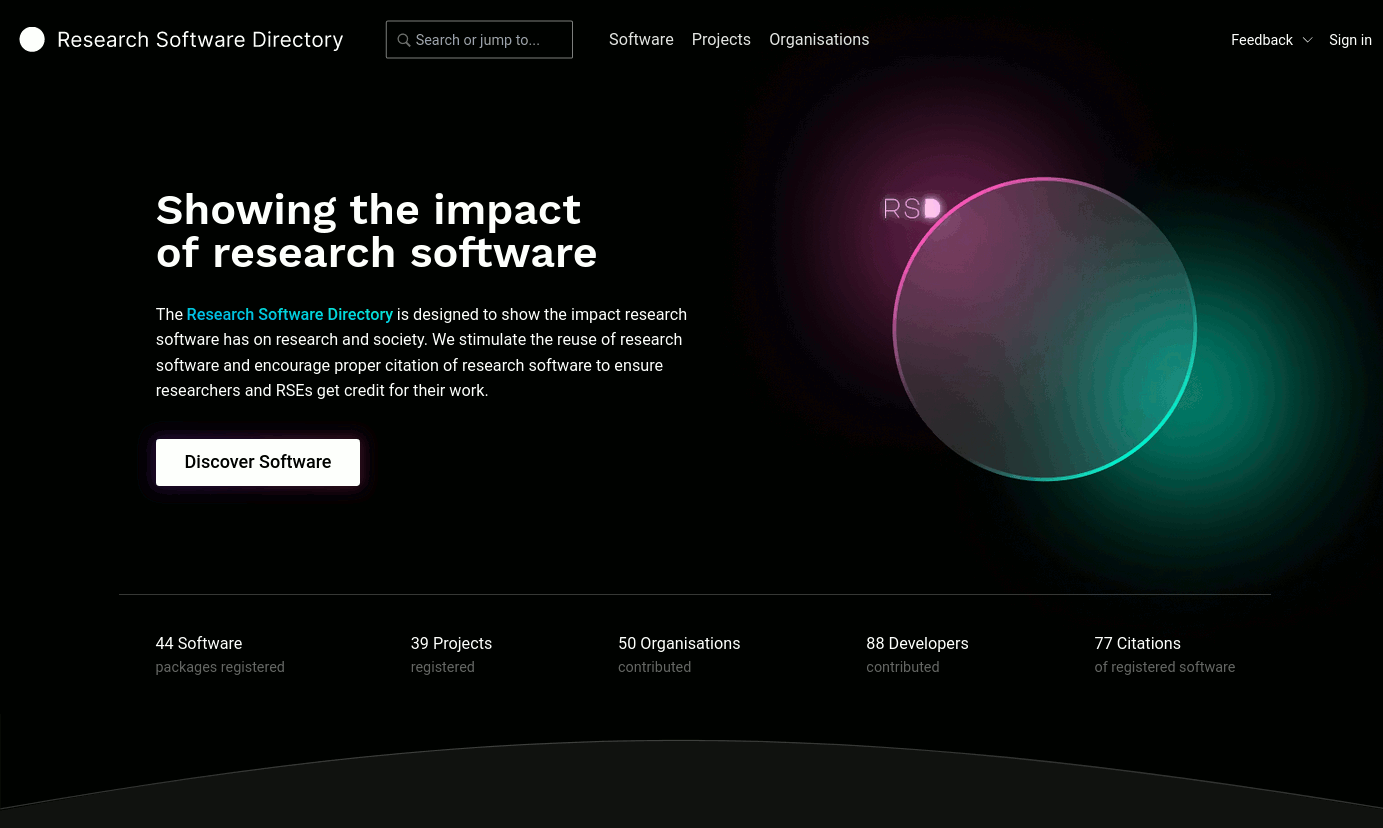 Research Software Directory
Search or jump to...
Software
Projects
Organisations
Feedback
Sign in
Showing the impact
of research software
RSD
The Research Software Directory is designed to show the impact research
software has on research and society. We stimulate the reuse of research
software and encourage proper citation of research software to ensure
researchers and RSEs get credit for their work.
Discover Software
44 Software
packages registered
39 Projects
registered
50 Organisations
contributed
88 Developers
contributed
77 Citations
of registered software